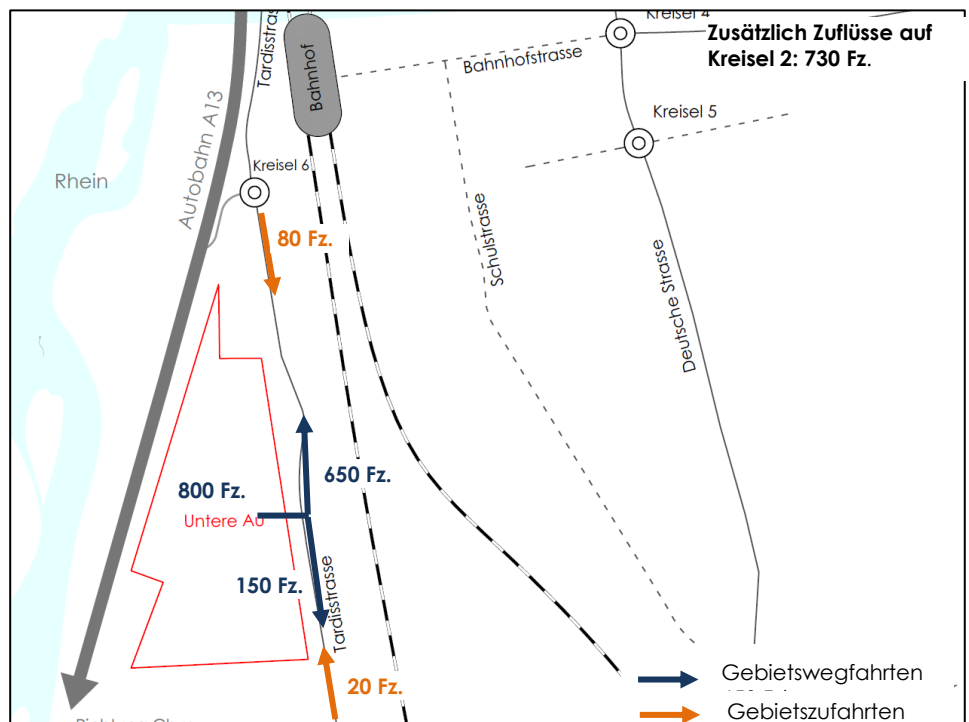 Kreisel 4
Zusätzlich Zuflüsse auf
Kreisel 2: 730 Fz.
Tardisstrasse
Bahnhof
Bahnhofstrasse
Kreisel 5
Autobahn A13
Kreisel 6
Rhein
80 Fz.
Schulstrasse
Deutsche Strasse
650 Fz.
800 Fz.
Untere Au
150 Fz.
Tardisstrasse
20 Fz.
Gebietswegfahrten
Gebietszufahrten